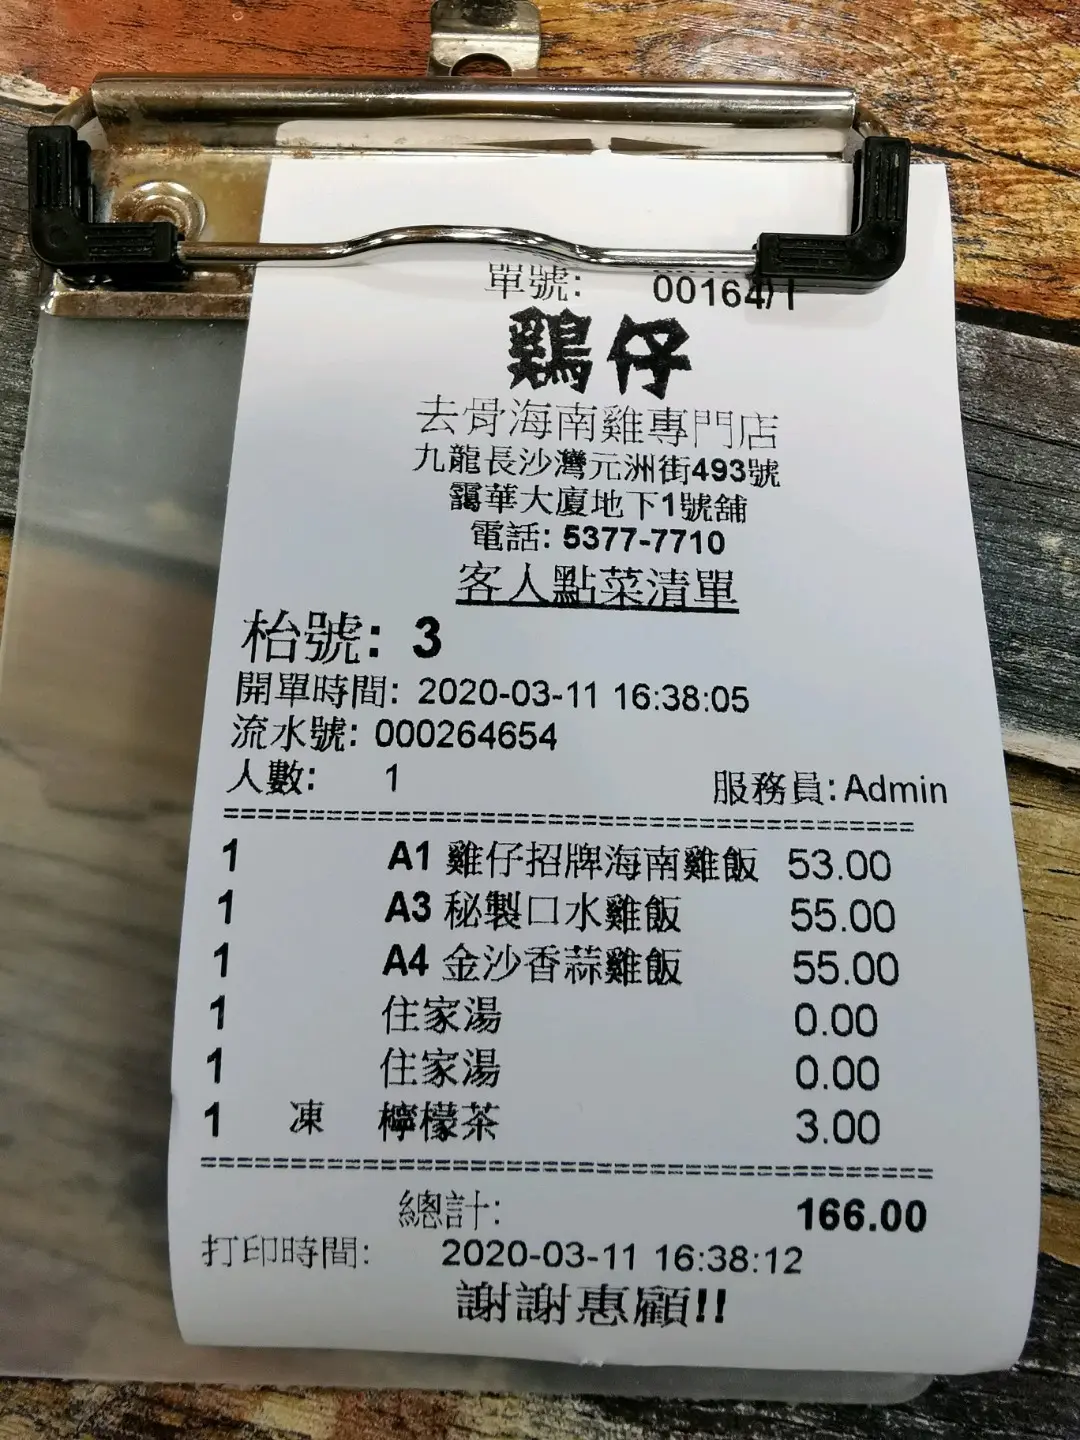 單號: 00164/1
鷄仔
去骨海南雞專門店
九龍長沙灣元洲街493號
靄華大廈地下1號舖
電話: 5377-7710
客人點菜清單
枱號: 3
開單時間: 2020-03-11 16:38:05
流水號: 000264654
人數: 1 服務員: Admin
1 A1 雞仔招牌海南雞飯 53.00
1 A3 秘製口水雞飯 55.00
1 A4 金沙香蒜雞飯 55.00
1 住家湯 0.00
1 住家湯 0.00
1 凍 檸檬茶 3.00
總計: 166.00
打印時間: 2020-03-11 16:38:12
謝謝惠顧!!